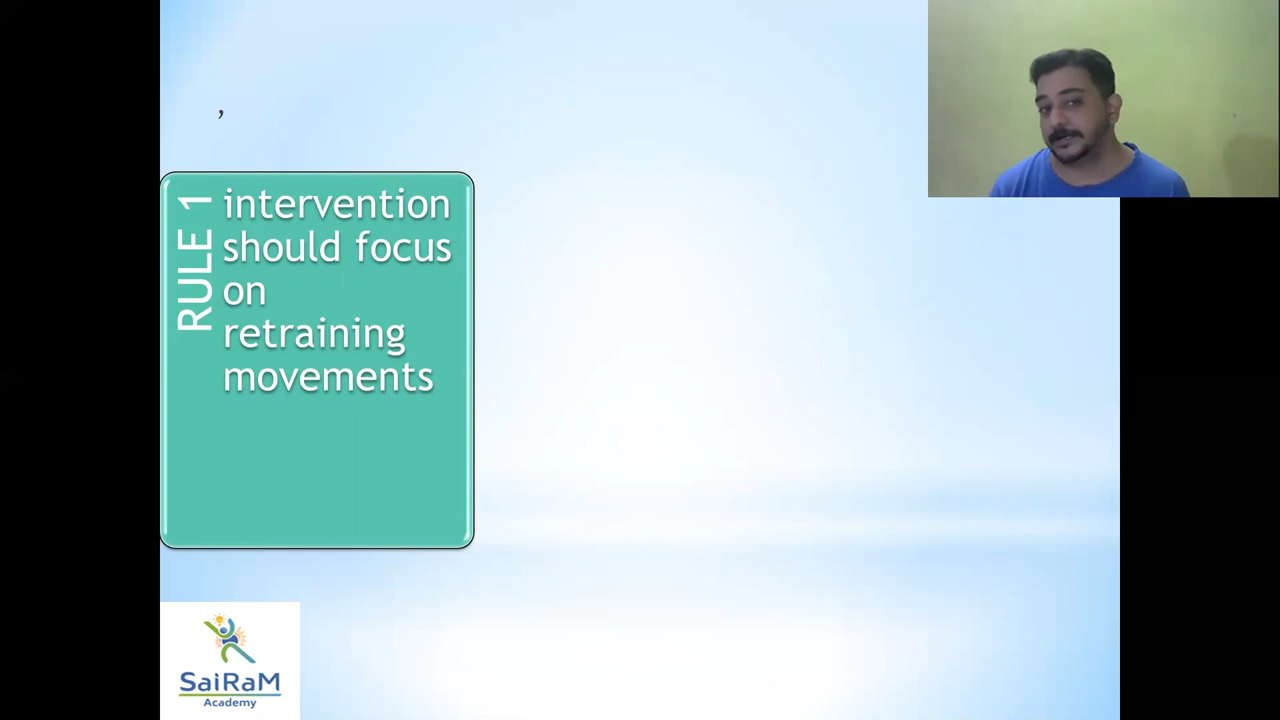 ,
RULE 1
intervention
should focus
on
retraining
movements
SaiRaM
Academy